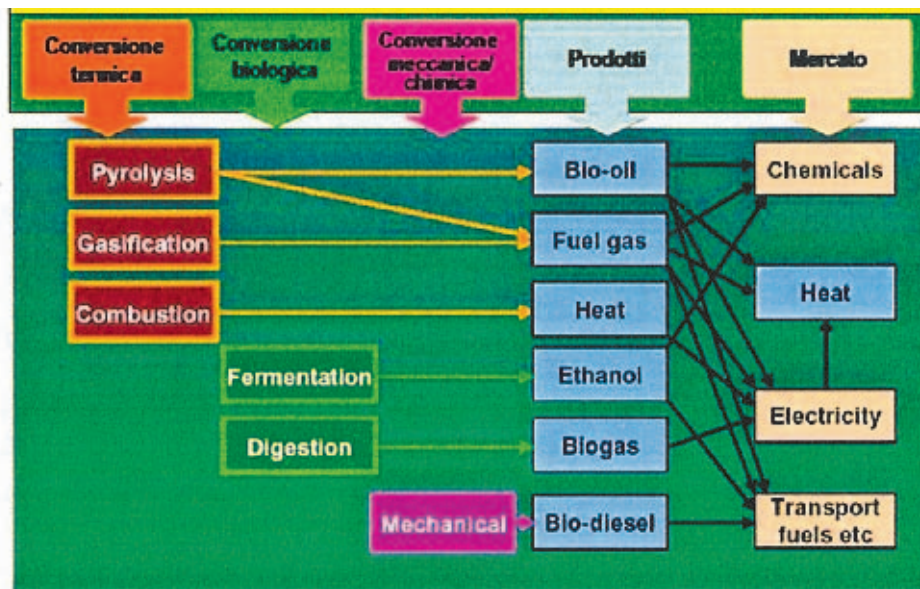 Conversione
termica
Conversione
biologica
Conversione
meccanica/
chimica
Prodotti
Mercato
Pyrolysis
Bio-oil
Chemicals
Gasification
Fuel gas
Combustion
Heat
Heat
Fermentation
Ethanol
Electricity
Digestion
Biogas
Mechanical
Bio-diesel
Transport
fuels etc